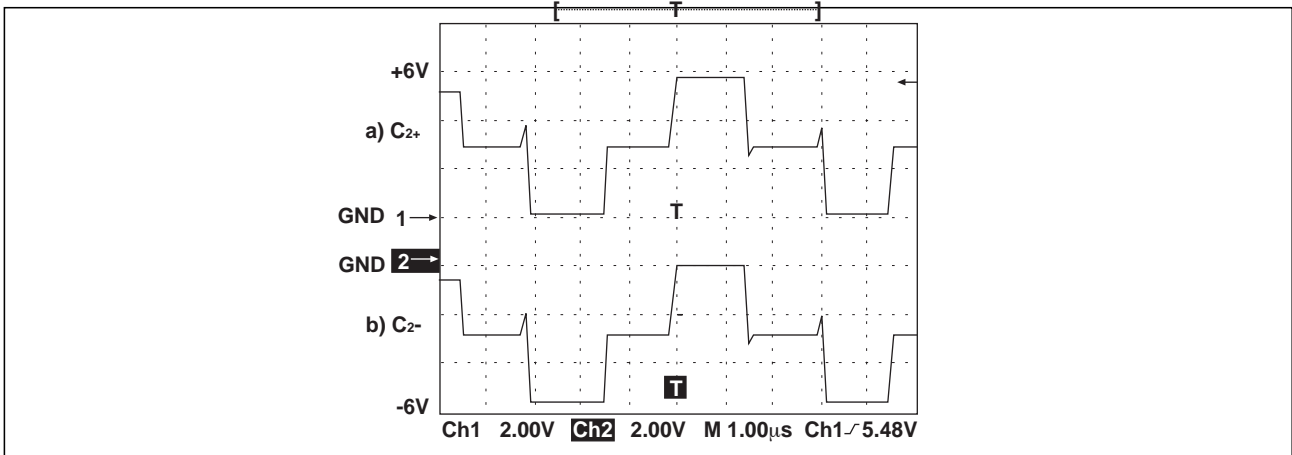 [ T ]
+6V
a) C2+
GND 1
T
GND 2
b) C2-
T
-6V
Ch1 2.00V Ch2 2.00V M 1.00μs Ch1 5.48V